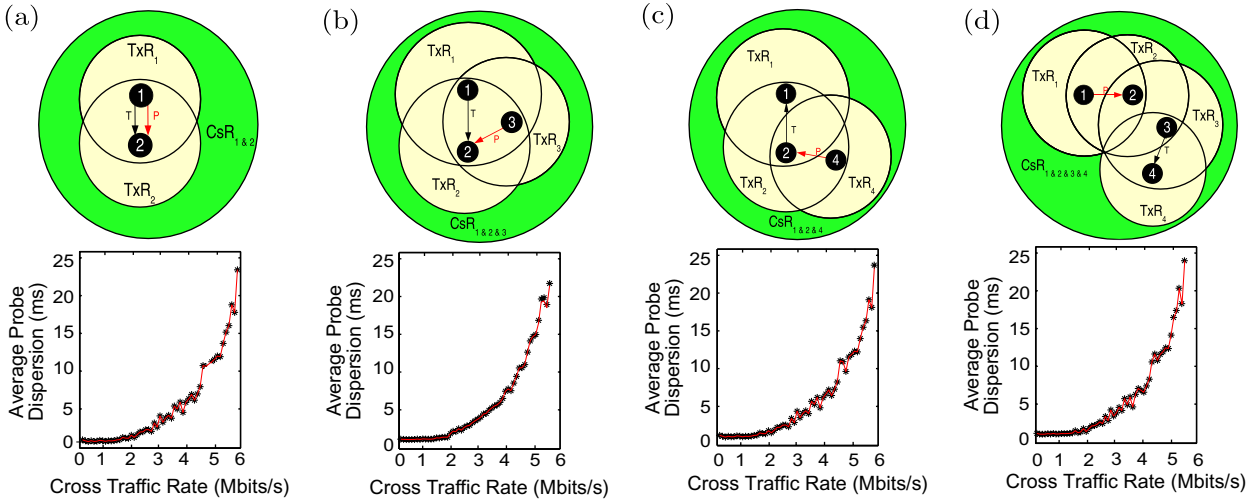 (a)
TxR1
1
T
P
2
CsR1 & 2
TxR2
25
20
15
10
5
0
0
1
2
3
4
5
6
Average Probe
Dispersion (ms)
Cross Traffic Rate (Mbits/s)
(b)
TxR1
1
3
T
P
2
TxR3
TxR2
CsR1 & 2 & 3
25
20
15
10
5
0
0
1
2
3
4
5
6
Average Probe
Dispersion (ms)
Cross Traffic Rate (Mbits/s)
(c)
TxR1
1
T
2
P
4
TxR2
TxR4
CsR1 & 2 & 4
25
20
15
10
5
0
0
1
2
3
4
5
6
Average Probe
Dispersion (ms)
Cross Traffic Rate (Mbits/s)
(d)
TxR1
TxR2
1
P
2
3
TxR3
T
4
CsR1 & 2 & 3 & 4
TxR4
25
20
15
10
5
0
0
1
2
3
4
5
6
Average Probe
Dispersion (ms)
Cross Traffic Rate (Mbits/s)